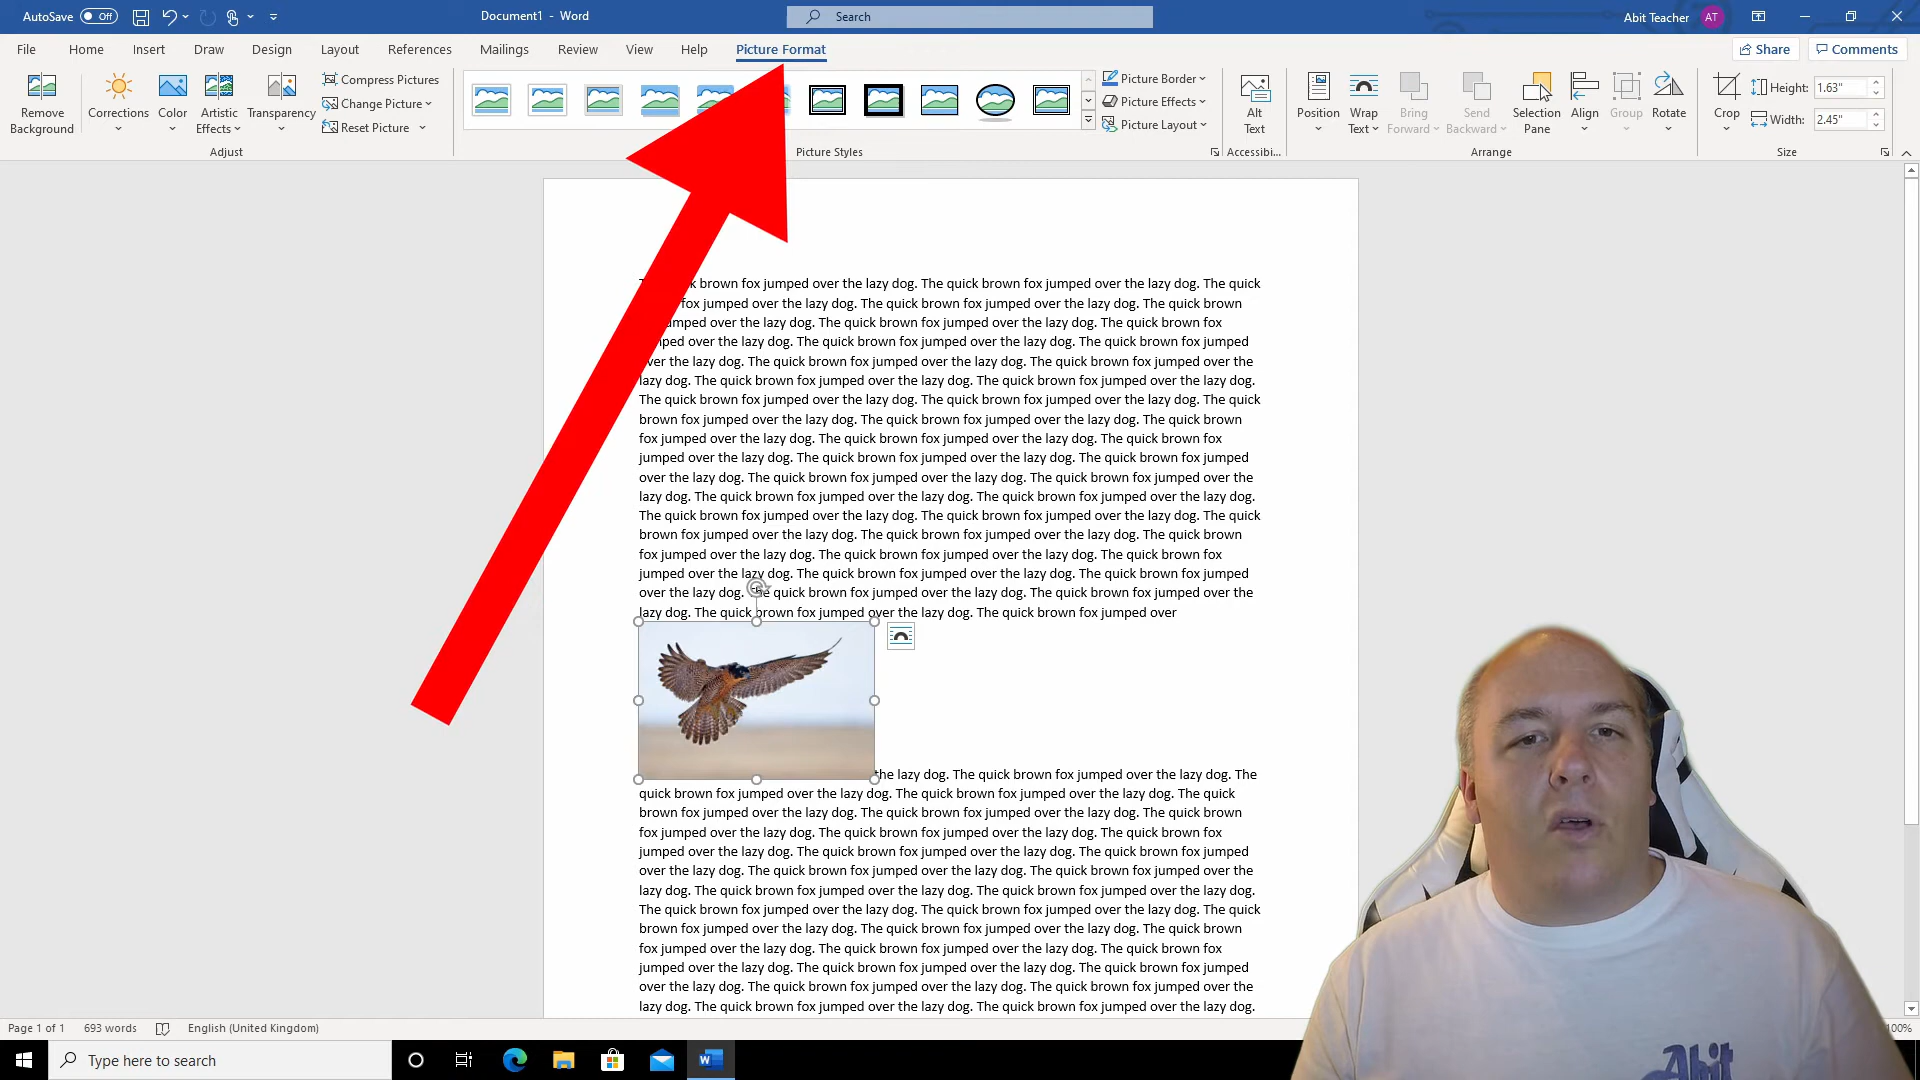 AutoSave Off Document1 - Word Search Abit Teacher AT
File Home Insert Draw Design Layout References Mailings Review View Help Picture Format Share Comments
Remove Background
Corrections
Color
Artistic Effects
Transparency
Compress Pictures
Change Picture
Reset Picture
Adjust
Picture Styles
Picture Border
Picture Effects
Picture Layout
Alt Text
Accessibi...
Position
Wrap Text
Bring Forward
Send Backward
Selection Pane
Align
Group
Rotate
Arrange
Crop
Height: 1.63"
Width: 2.45"
Size
brown fox jumped over the lazy dog. The quick brown fox jumped over the lazy dog. The quick
fox jumped over the lazy dog. The quick brown fox jumped over the lazy dog. The quick brown
over the lazy dog. The quick brown fox jumped over the lazy dog. The quick brown fox
over the lazy dog. The quick brown fox jumped over the lazy dog. The quick brown fox jumped
over the lazy dog. The quick brown fox jumped over the lazy dog. The quick brown fox jumped over the
lazy dog. The quick brown fox jumped over the lazy dog. The quick brown fox jumped over the lazy dog.
The quick brown fox jumped over the lazy dog. The quick brown fox jumped over the lazy dog. The quick
brown fox jumped over the lazy dog. The quick brown fox jumped over the lazy dog. The quick brown
fox jumped over the lazy dog. The quick brown fox jumped over the lazy dog. The quick brown fox
jumped over the lazy dog. The quick brown fox jumped over the lazy dog. The quick brown fox jumped
over the lazy dog. The quick brown fox jumped over the lazy dog. The quick brown fox jumped over the
lazy dog. The quick brown fox jumped over the lazy dog. The quick brown fox jumped over the lazy dog.
The quick brown fox jumped over the lazy dog. The quick brown fox jumped over the lazy dog. The quick
brown fox jumped over the lazy dog. The quick brown fox jumped over the lazy dog. The quick brown
fox jumped over the lazy dog. The quick brown fox jumped over the lazy dog. The quick brown fox
jumped over the lazy dog. The quick brown fox jumped over the lazy dog. The quick brown fox jumped
over the lazy dog. The quick brown fox jumped over the lazy dog. The quick brown fox jumped over the
lazy dog. The quick brown fox jumped over the lazy dog. The quick brown fox jumped over
the lazy dog. The quick brown fox jumped over the lazy dog. The
quick brown fox jumped over the lazy dog. The quick brown fox jumped over the lazy dog. The quick
brown fox jumped over the lazy dog. The quick brown fox jumped over the lazy dog. The quick brown
fox jumped over the lazy dog. The quick brown fox jumped over the lazy dog. The quick brown fox
jumped over the lazy dog. The quick brown fox jumped over the lazy dog. The quick brown fox jumped
over the lazy dog. The quick brown fox jumped over the lazy dog. The quick brown fox jumped over the
lazy dog. The quick brown fox jumped over the lazy dog. The quick brown fox jumped over the lazy dog.
The quick brown fox jumped over the lazy dog. The quick brown fox jumped over the lazy dog. The quick
brown fox jumped over the lazy dog. The quick brown fox jumped over the lazy dog. The quick brown
fox jumped over the lazy dog. The quick brown fox jumped over the lazy dog. The quick brown fox
jumped over the lazy dog. The quick brown fox jumped over the lazy dog. The quick brown fox jumped
over the lazy dog. The quick brown fox jumped over the lazy dog. The quick brown fox jumped over the
lazy dog. The quick brown fox jumped over the lazy dog. The quick brown fox jumped over the lazy dog.
Abit
Page 1 of 1 693 words English (United Kingdom) 100%
Type here to search